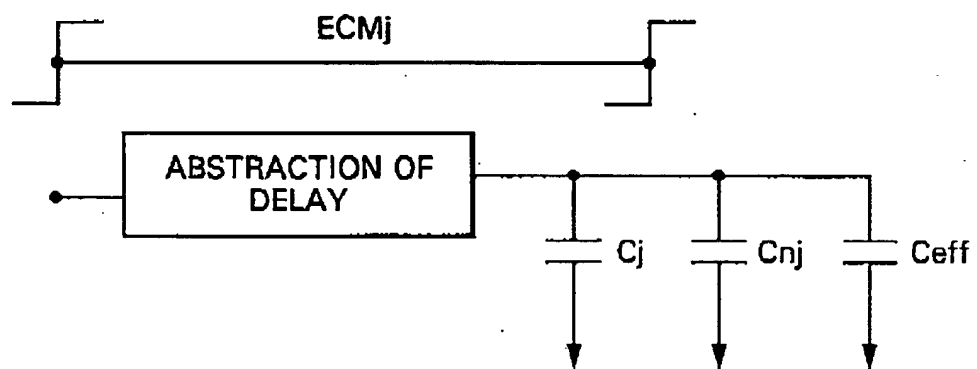 ECMj
ABSTRACTION OF
DELAY
Cj
Cnj
Ceff